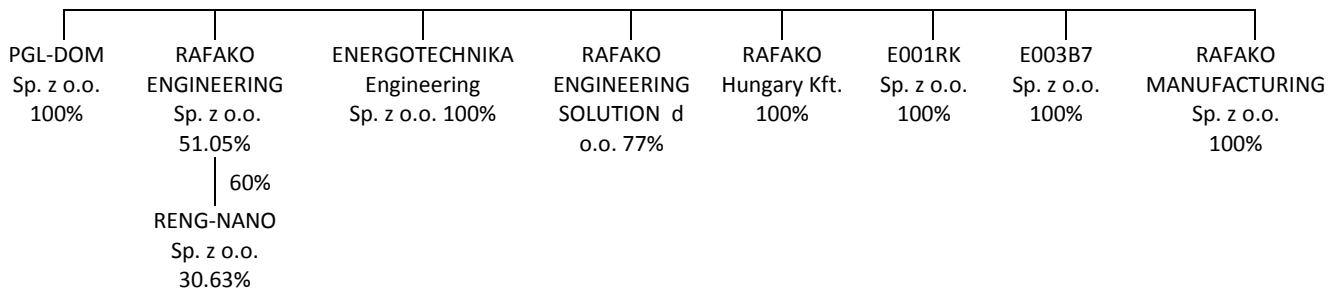 PGL-DOM
Sp. z o.o.
100%
RAFAKO
ENGINEERING
Sp. z o.o.
51.05%
ENERGOTECHNIKA
Engineering
Sp. z o.o. 100%
RAFAKO
ENGINEERING
SOLUTION d
o.o. 77%
RAFAKO
Hungary Kft.
100%
E001RK
Sp. z o.o.
100%
E003B7
Sp. z o.o.
100%
RAFAKO
MANUFACTURING
Sp. z o.o.
100%
60%
RENG-NANO
Sp. z o.o.
30.63%